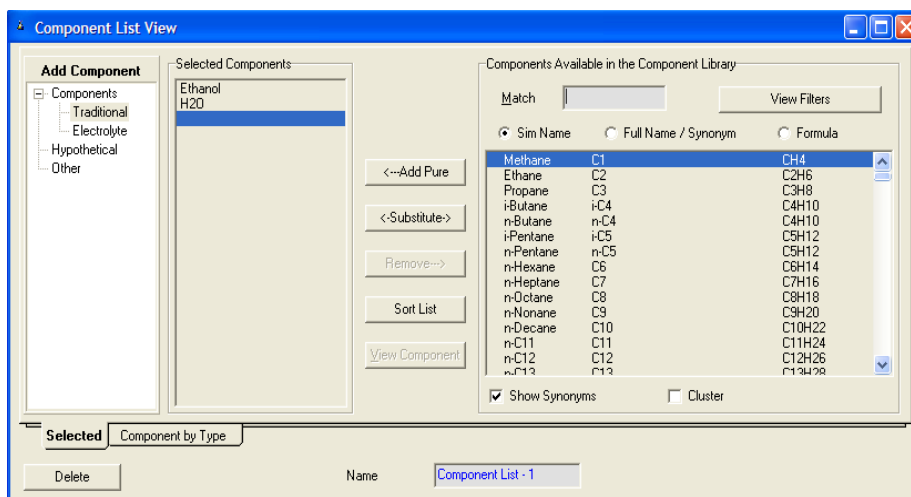 Component List View
Add Component
Components
Traditional
Electrolyte
Hypothetical
Other
Selected Components
Ethanol
H2O
<---Add Pure
<-Substitute->
Remove--->
Sort List
View Component
Components Available in the Component Library
Match
View Filters
Sim Name Full Name / Synonym Formula
Methane C1 CH4
Ethane C2 C2H6
Propane C3 C3H8
i-Butane i-C4 C4H10
n-Butane n-C4 C4H10
i-Pentane i-C5 C5H12
n-Pentane n-C5 C5H12
n-Hexane C6 C6H14
n-Heptane C7 C7H16
n-Octane C8 C8H18
n-Nonane C9 C9H20
n-Decane C10 C10H22
n-C11 C11 C11H24
n-C12 C12 C12H26
n-C13 C13 C13H28
Show Synonyms Cluster
Selected Component by Type
Delete Name Component List - 1